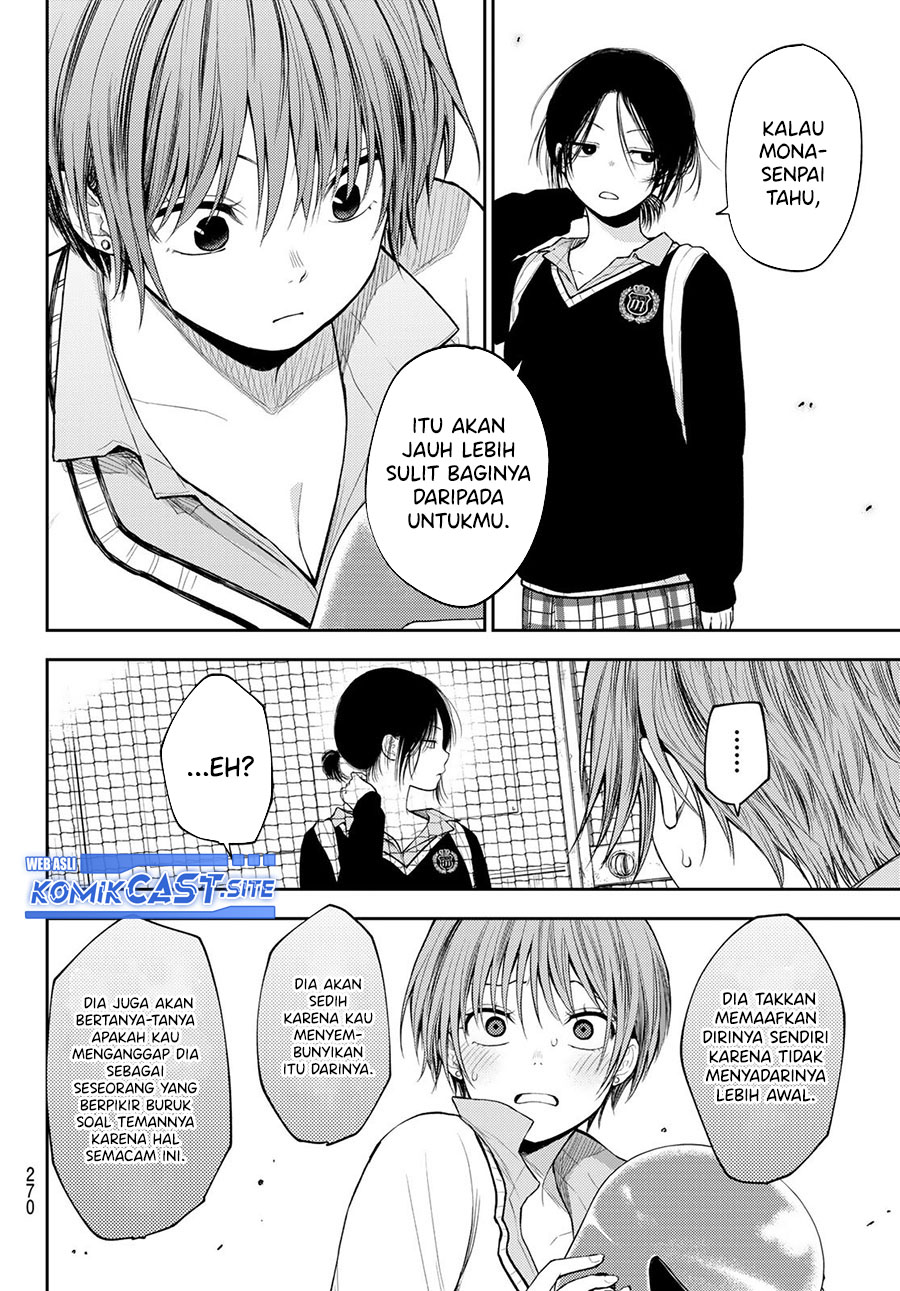 KALAU
MONA-
SENPAI
TAHU,
ITU AKAN
JAUH LEBIH
SULIT BAGINYA
DARIPADA
UNTUKMU.
......
...EH?
WEB ASLI
KOMIKCAST.SITE
DIA TAKKAN
MEMAAFKAN
DIRINYA SENDIRI
KARENA TIDAK
MENYADARINYA
LEBIH AWAL.
DIA AKAN
SEDIH
KARENA KAU
MENYEM-
BUNYIKAN
ITU DARINYA.
DIA JUGA AKAN
BERTANYA-TANYA
APAKAH KAU
MENGANGGAP DIA
SEBAGAI
SESEORANG YANG
BERPIKIR BURUK
SOAL TEMANNYA
KARENA HAL
SEMACAM INI.
270